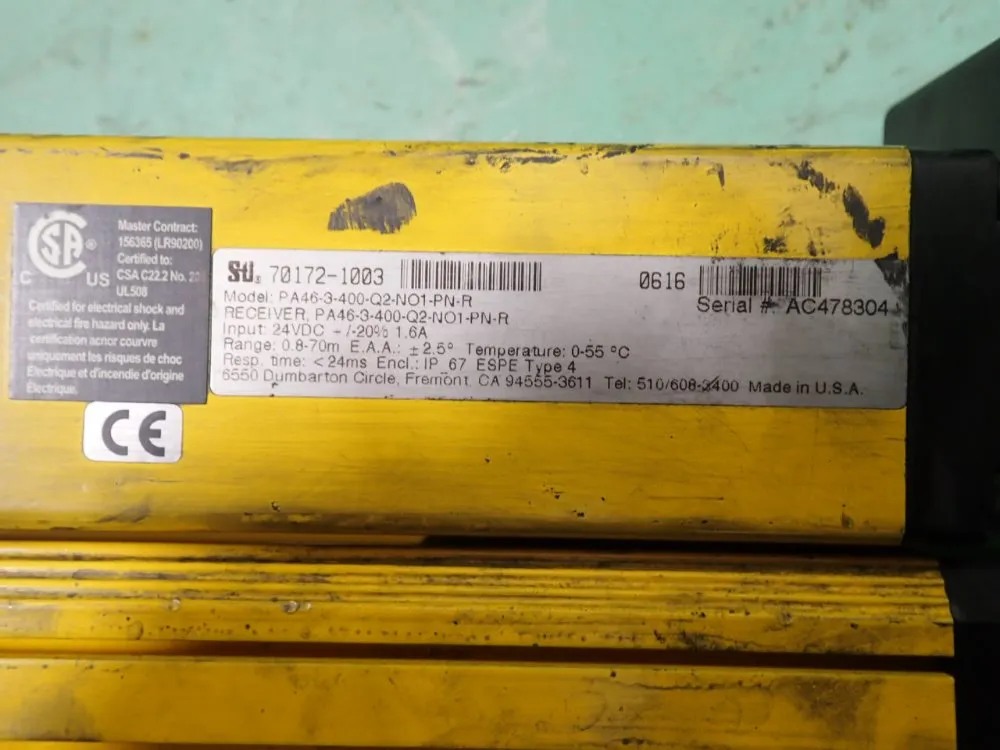 CSA ®
C US
Master Contract:
156365 (LR90200)
Certified to:
CSA C22.2 No.
UL508
Certified for electrical shock and
electrical fire hazard only. La
certification acnor courvre
uniquement les risques de choc
Électrique et d'incendie d'origine
Électrique.
CE
STI® 70172-1003
0616
Serial #: AC478304
Model: PA46-3-400-Q2-NO1-PN-R
RECEIVER, PA46-3-400-Q2-NO1-PN-R
Input: 24VDC +/-20% 1.6A
Range: 0.8-70m E.A.A.: ±2.5° Temperature: 0-55 °C
Resp. time: <24ms Encl.: IP 67 ESPE Type 4
6550 Dumbarton Circle, Fremont, CA 94555-3611 Tel: 510/608-3400 Made in U.S.A.